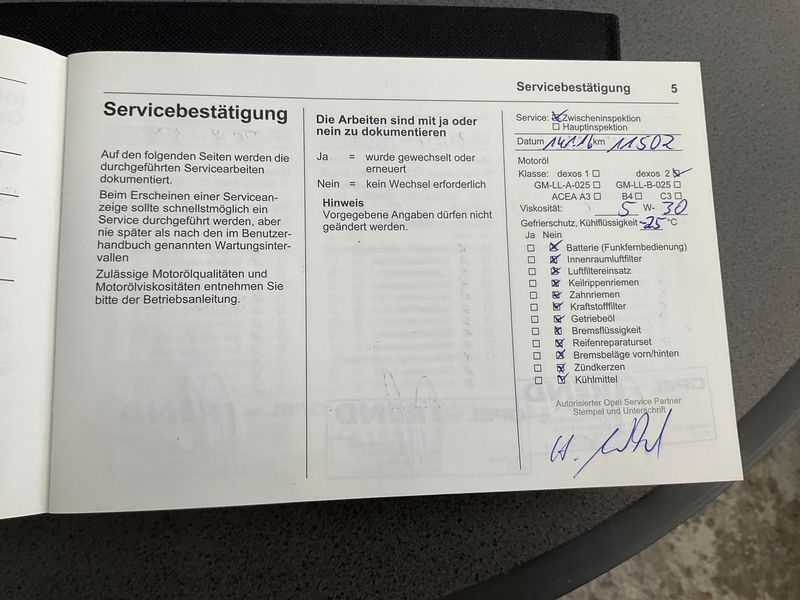 Servicebestätigung 5
Servicebestätigung
Auf den folgenden Seiten werden die
durchgeführten Servicearbeiten
dokumentiert.
Beim Erscheinen einer Servicean-
zeige sollte schnellstmöglich ein
Service durchgeführt werden, aber
nie später als nach den im Benutzer-
handbuch genannten Wartungsinter-
vallen
Zulässige Motorölqualitäten und
Motorölviskositäten entnehmen Sie
bitte der Betriebsanleitung.
Die Arbeiten sind mit ja oder
nein zu dokumentieren
Ja = wurde gewechselt oder
erneuert
Nein = kein Wechsel erforderlich
Hinweis
Vorgegebene Angaben dürfen nicht
geändert werden.
Service: Zwischeninspektion
Hauptinspektion
Datum km 11502
Motoröl
Klasse: dexos 1 dexos 2
GM-LL-A-025 GM-LL-B-025
ACEA A3 B4 C3
Viskosität: 5 W- 30
Gefrierschutz, Kühlflüssigkeit -25 °C
Ja Nein
Batterie (Funkfernbedienung)
Innenraumluftfilter
Luftfiltereinsatz
Keilrippenriemen
Zahnriemen
Kraftstofffilter
Getriebeöl
Bremsflüssigkeit
Reifenreparaturset
Bremsbeläge vorn/hinten
Zündkerzen
Kühlmittel
Autorisierter Opel Service Partner
Stempel und Unterschrift